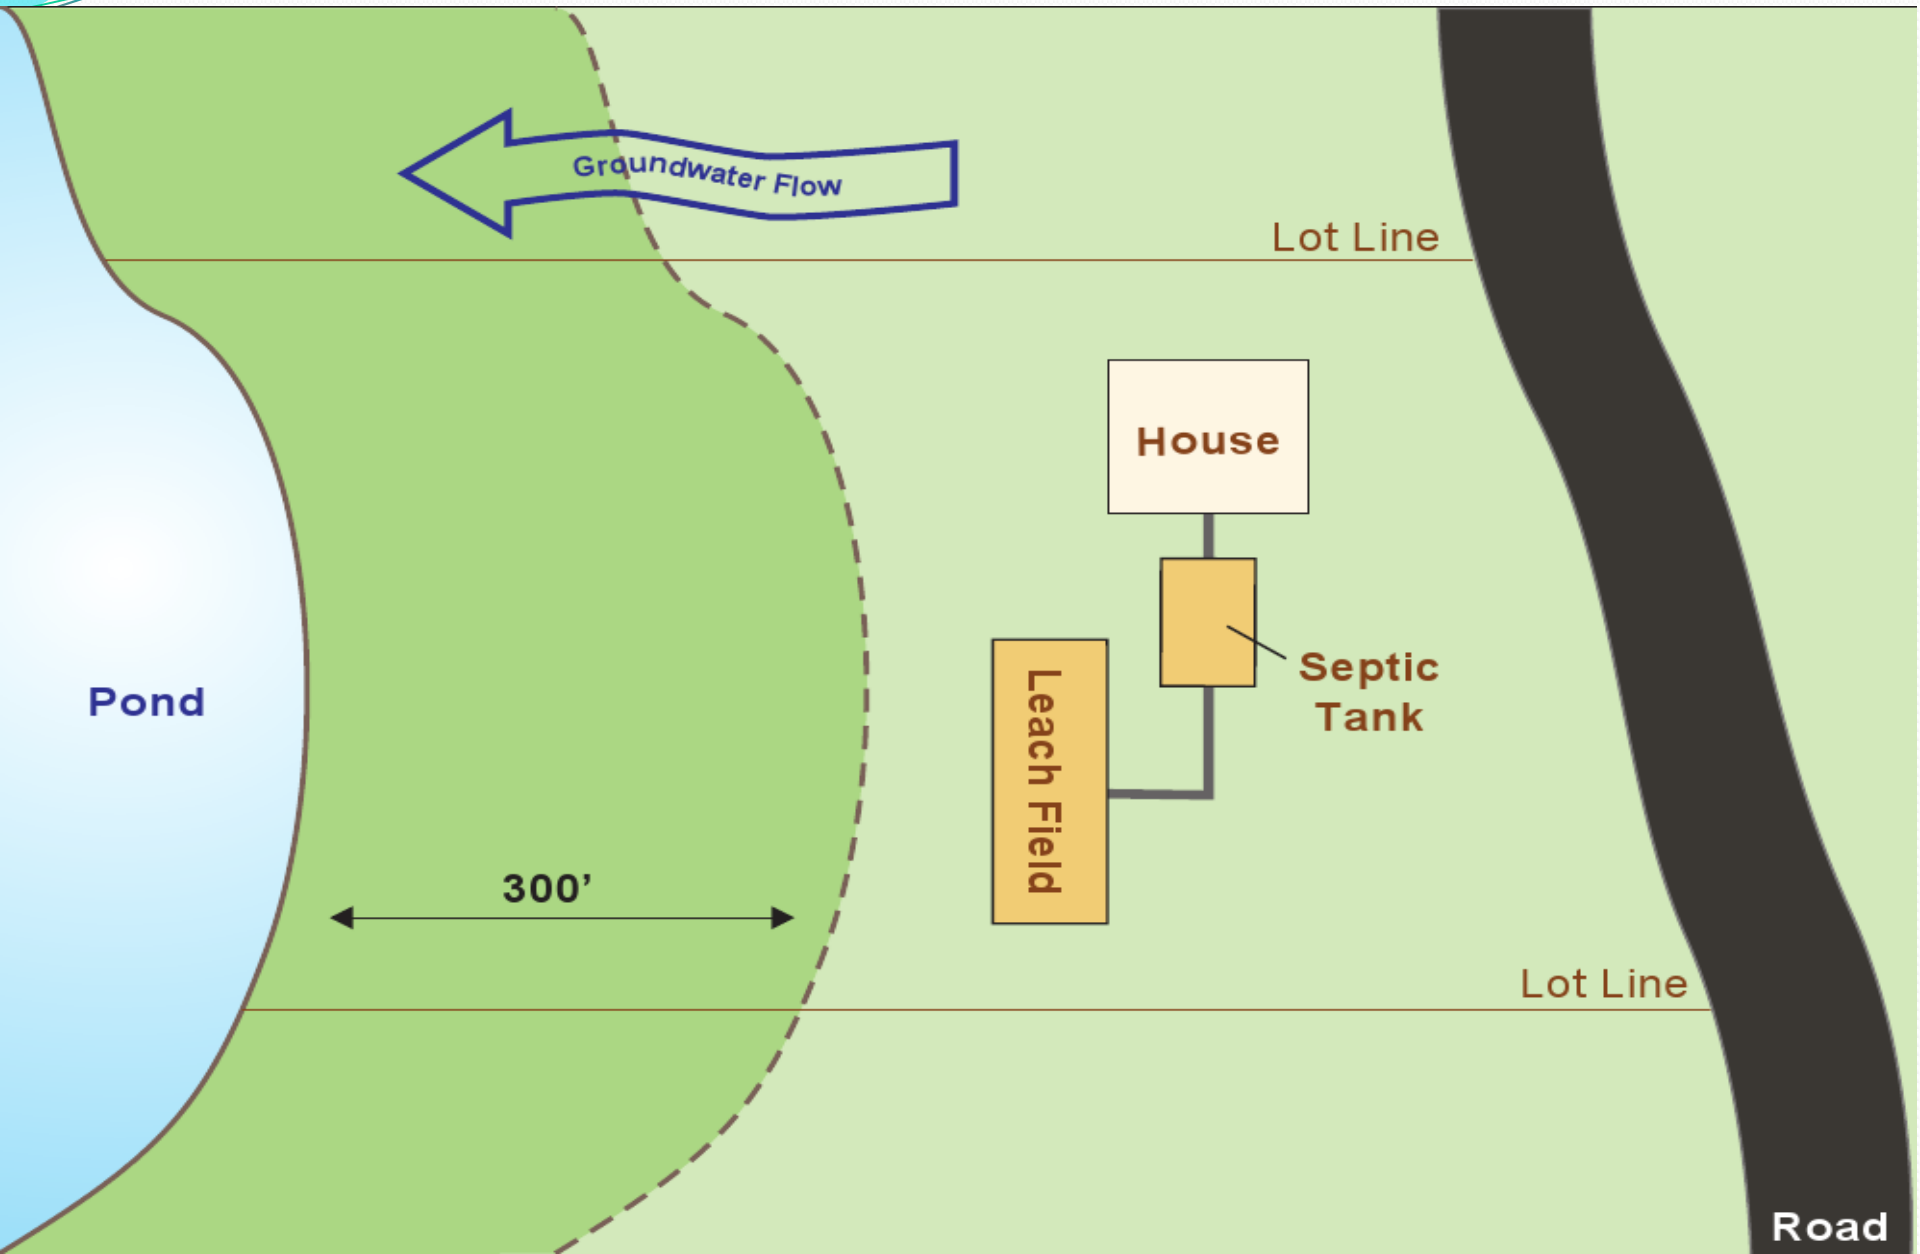 Groundwater Flow
Lot Line
House
Septic
Tank
Leach Field
Pond
300’
Lot Line
Road